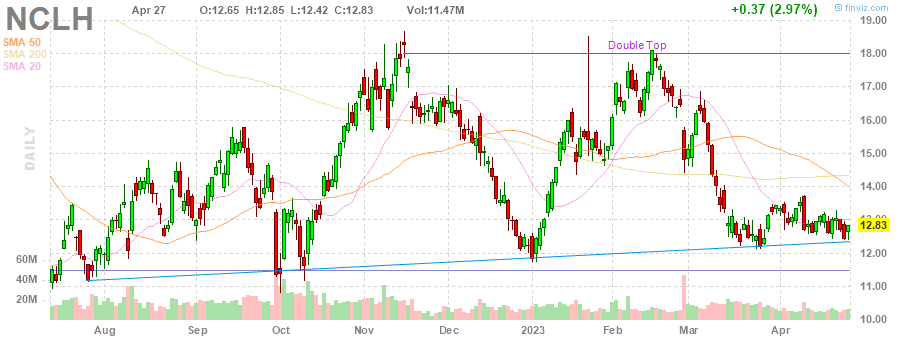 NCLH Apr 27 O:12.65 H:12.85 L:12.42 C:12.83 Vol:11.47M +0.37 (2.97%) finviz.com
SMA 50
SMA 200
SMA 20
Double Top
DAILY
19.00
18.00
17.00
16.00
15.00
14.00
13.00
12.83
12.00
11.00
10.00
60M
40M
20M
Aug Sep Oct Nov Dec 2023 Feb Mar Apr